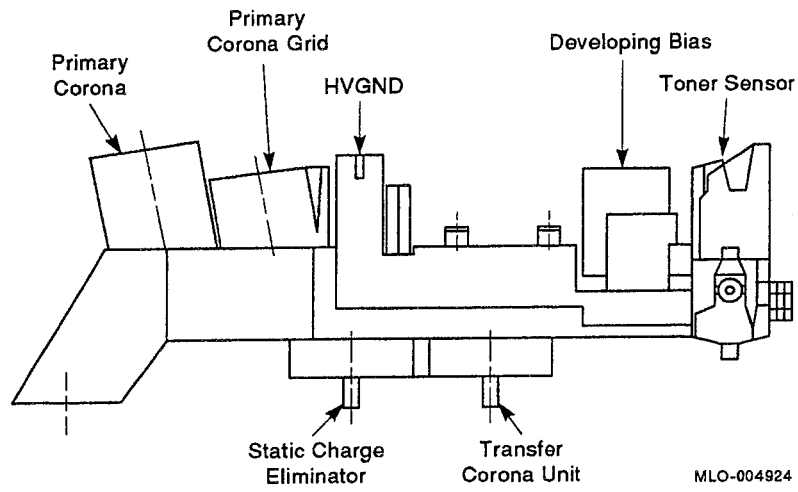 Primary
Corona Grid
Primary
Corona
HVGND
Developing Bias
Toner Sensor
Static Charge
Eliminator
Transfer
Corona Unit
MLO-004924